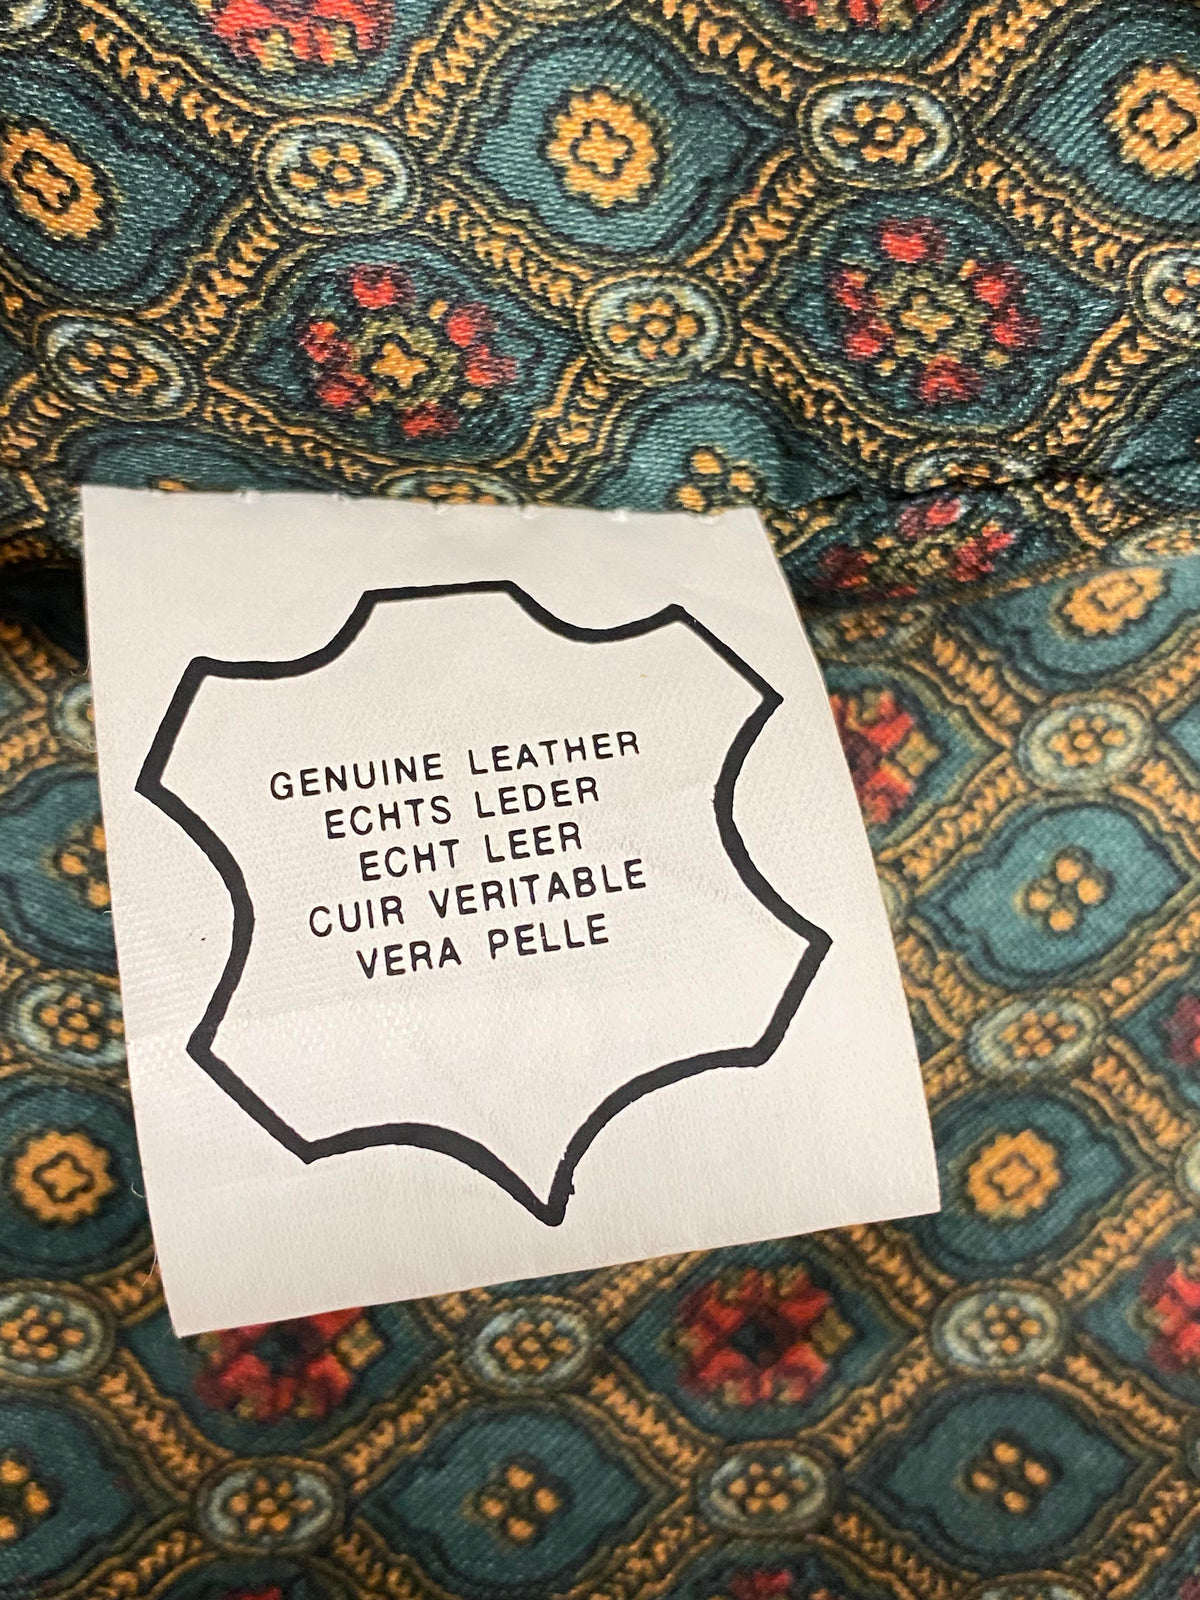 GENUINE LEATHER
ECHTS LEDER
ECHT LEER
CUIR VERITABLE
VERA PELLE